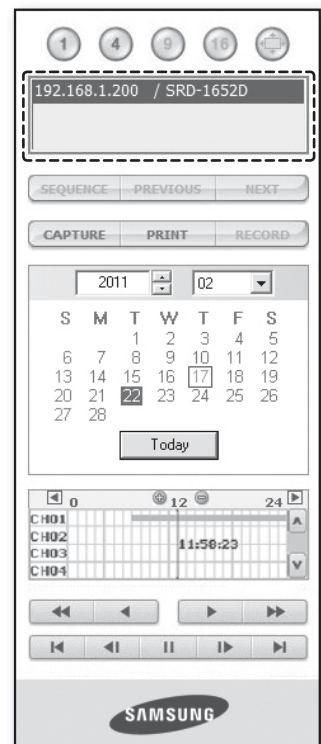 1 4 9 16
192.168.1.200 / SRD-1652D
SEQUENCE PREVIOUS NEXT
CAPTURE PRINT RECORD
2011 02
S M T W T F S
1 2 3 4 5
6 7 8 9 10 11 12
13 14 15 16 17 18 19
20 21 22 23 24 25 26
27 28
Today
0 12 24
CH01
CH02
11:58:23
CH03
CH04
SAMSUNG